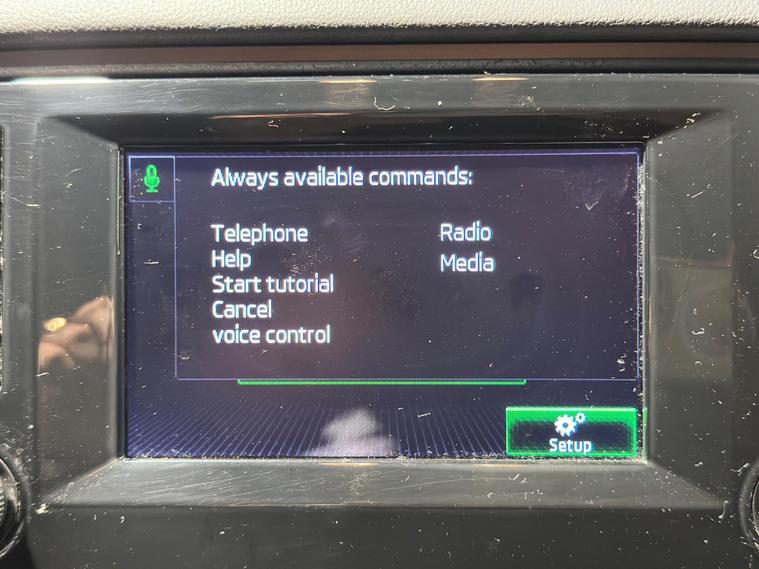 Always available commands:
Telephone
Help
Start tutorial
Cancel
voice control
Radio
Media
Setup